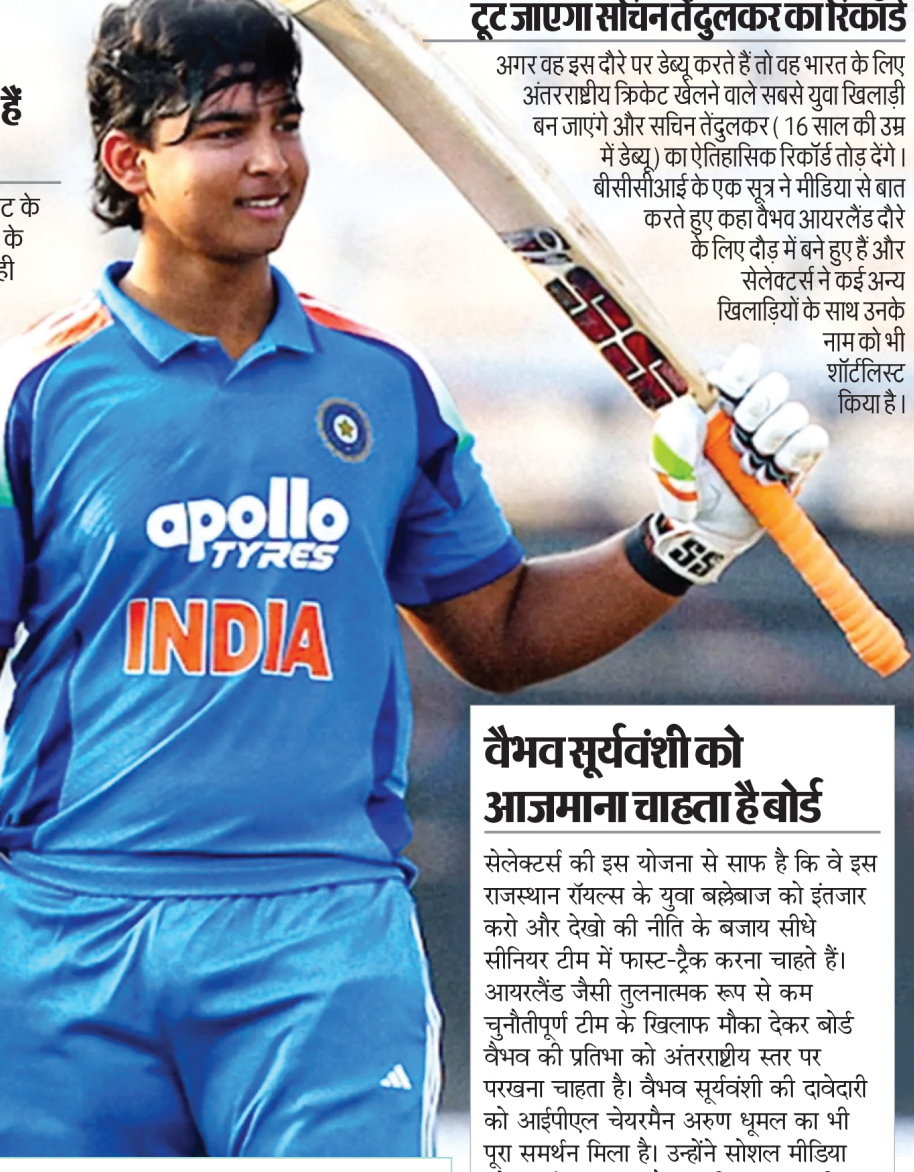 टूट जाएगा सचिन तेंदुलकर का रिकॉर्ड
अगर वह इस दौरे पर डेब्यू करते हैं तो वह भारत के लिए
अंतरराष्ट्रीय क्रिकेट खेलने वाले सबसे युवा खिलाड़ी
बन जाएंगे और सचिन तेंदुलकर ( 16 साल की उम्र
में डेब्यू ) का ऐतिहासिक रिकॉर्ड तोड़ देंगे ।
बीसीसीआई के एक सूत्र ने मीडिया से बात
करते हुए कहा वैभव आयरलैंड दौरे
के लिए दौड़ में बने हुए हैं और
सेलेक्टर्स ने कई अन्य
खिलाड़ियों के साथ उनके
नाम को भी
शॉर्टलिस्ट
किया है ।
हैं
ट के
के
ही
apollo
TYRES
INDIA
SS
वैभव सूर्यवंशी को
आजमाना चाहता है बोर्ड
सेलेक्टर्स की इस योजना से साफ है कि वे इस
राजस्थान रॉयल्स के युवा बल्लेबाज को इंतजार
करो और देखो की नीति के बजाय सीधे
सीनियर टीम में फास्ट-ट्रैक करना चाहते हैं।
आयरलैंड जैसी तुलनात्मक रूप से कम
चुनौतीपूर्ण टीम के खिलाफ मौका देकर बोर्ड
वैभव की प्रतिभा को अंतरराष्ट्रीय स्तर पर
परखना चाहता है। वैभव सूर्यवंशी की दावेदारी
को आईपीएल चेयरमैन अरुण धूमल का भी
पूरा समर्थन मिला है। उन्होंने सोशल मीडिया